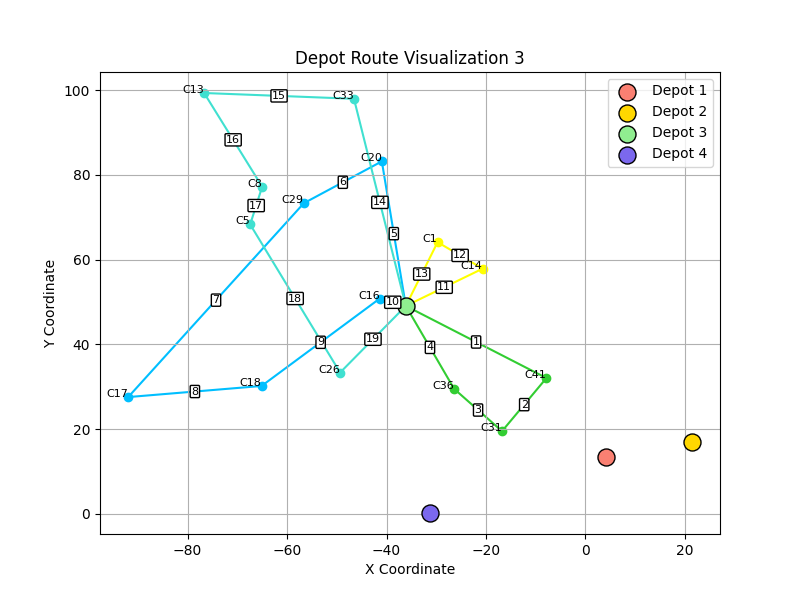 Depot Route Visualization 3
Depot 1
Depot 2
Depot 3
Depot 4
Y Coordinate
100
80
60
40
20
0
−80
−60
−40
−20
0
20
X Coordinate
C13
15
C33
16
C20
6
C8
17
C29
14
C5
5
C1
12
C14
13
11
C16
10
7
18
9
19
4
1
C26
C41
C18
C36
8
C17
3
2
C31